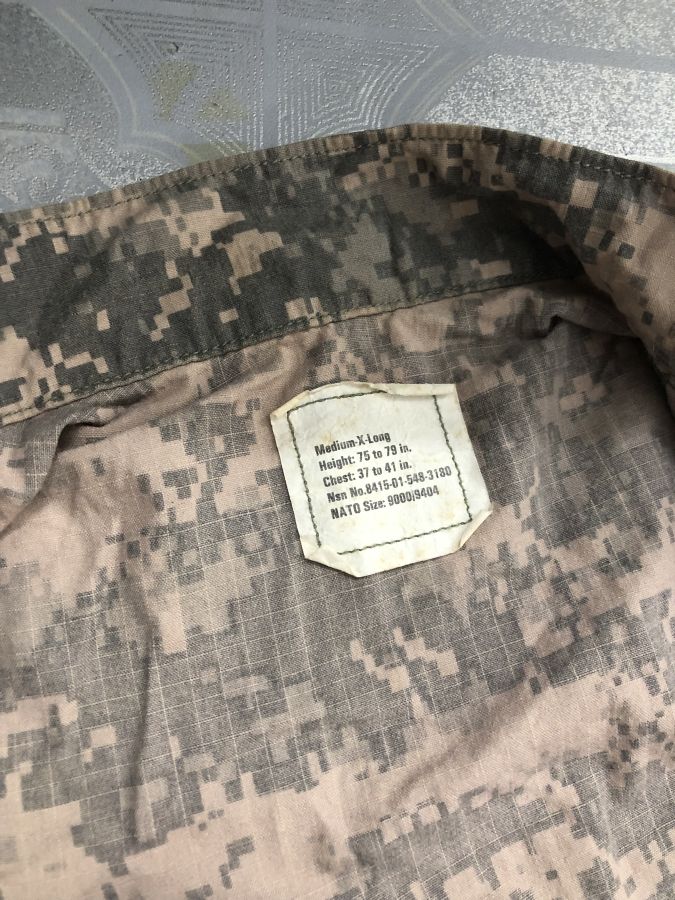 Medium-X-Long
Height: 75 to 79 in.
Chest: 37 to 41 in.
Nsn No.8415-01-548-3180
NATO Size: 9000/9404